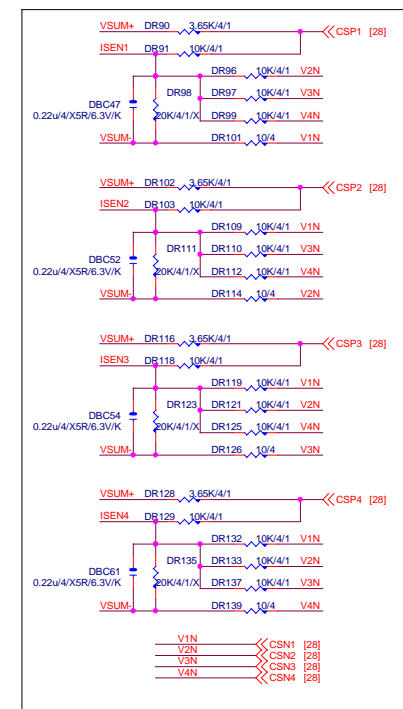 VSUM+ DR90 3.65K/4/1 CSP1 [28]
ISEN1 DR91 10K/4/1
DR96 10K/4/1 V2N
DR98
DBC47 DR97 10K/4/1 V3N
0.22u/4/X5R/6.3V/K 20K/4/1/X DR99 10K/4/1 V4N
VSUM- DR101 10/4 V1N
VSUM+ DR102 3.65K/4/1 CSP2 [28]
ISEN2 DR103 10K/4/1
DR109 10K/4/1 V1N
DR111 DR110 10K/4/1 V3N
DBC52
0.22u/4/X5R/6.3V/K 20K/4/1/X DR112 10K/4/1 V4N
VSUM- DR114 10/4 V2N
VSUM+ DR116 3.65K/4/1 CSP3 [28]
ISEN3 DR118 10K/4/1
DR119 10K/4/1 V1N
DR123 DR121 10K/4/1 V2N
DBC54
0.22u/4/X5R/6.3V/K 20K/4/1/X DR125 10K/4/1 V4N
VSUM- DR126 10/4 V3N
VSUM+ DR128 3.65K/4/1 CSP4 [28]
ISEN4 DR129 10K/4/1
DR132 10K/4/1 V1N
DR135 DR133 10K/4/1 V2N
DBC61
0.22u/4/X5R/6.3V/K 20K/4/1/X DR137 10K/4/1 V3N
VSUM- DR139 10/4 V4N
V1N CSN1 [28]
V2N CSN2 [28]
V3N CSN3 [28]
V4N CSN4 [28]